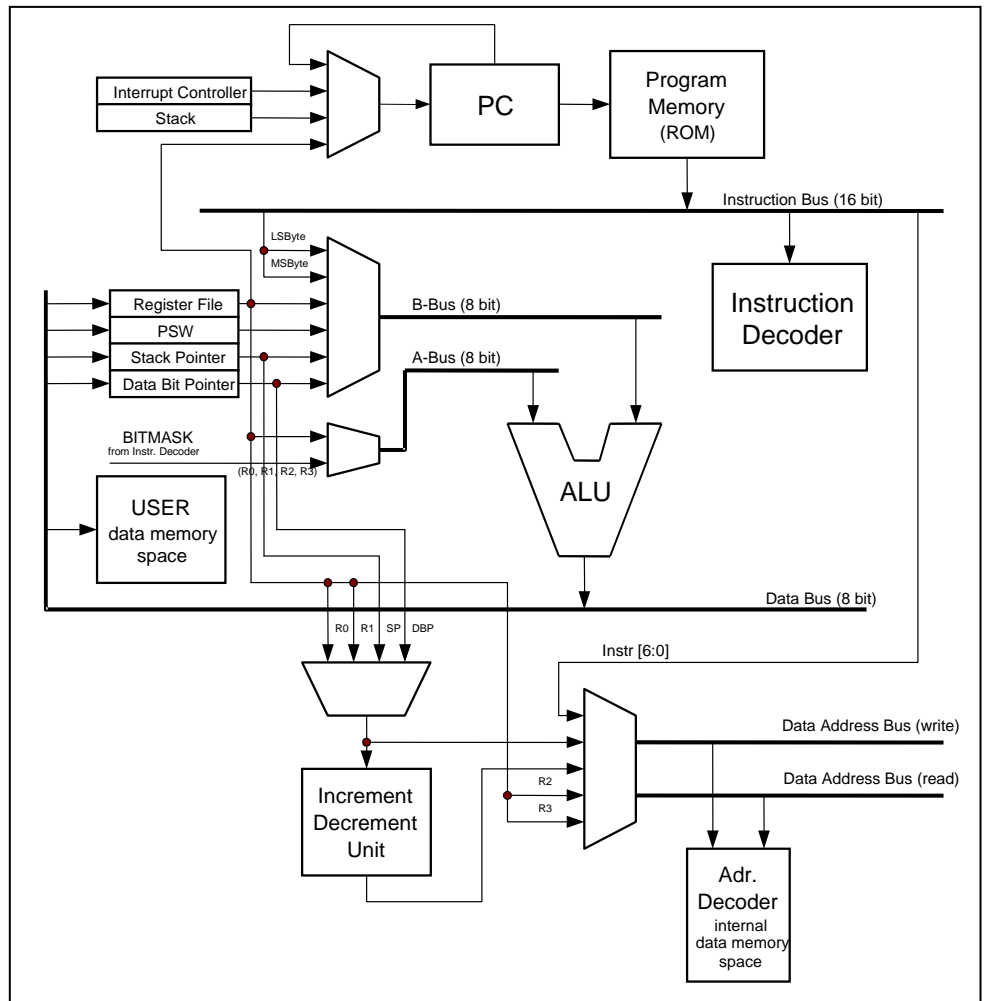 Interrupt Controller
Stack
PC
Program
Memory
(ROM)
Instruction Bus (16 bit)
LSByte
MSByte
Register File
PSW
Stack Pointer
Data Bit Pointer
B-Bus (8 bit)
A-Bus (8 bit)
Instruction
Decoder
BITMASK
from Instr. Decoder
(R0, R1, R2, R3)
ALU
USER
data memory
space
Data Bus (8 bit)
R0
R1
SP
DBP
Instr [6:0]
Data Address Bus (write)
Data Address Bus (read)
R2
R3
Increment
Decrement
Unit
Adr.
Decoder
internal
data memory
space